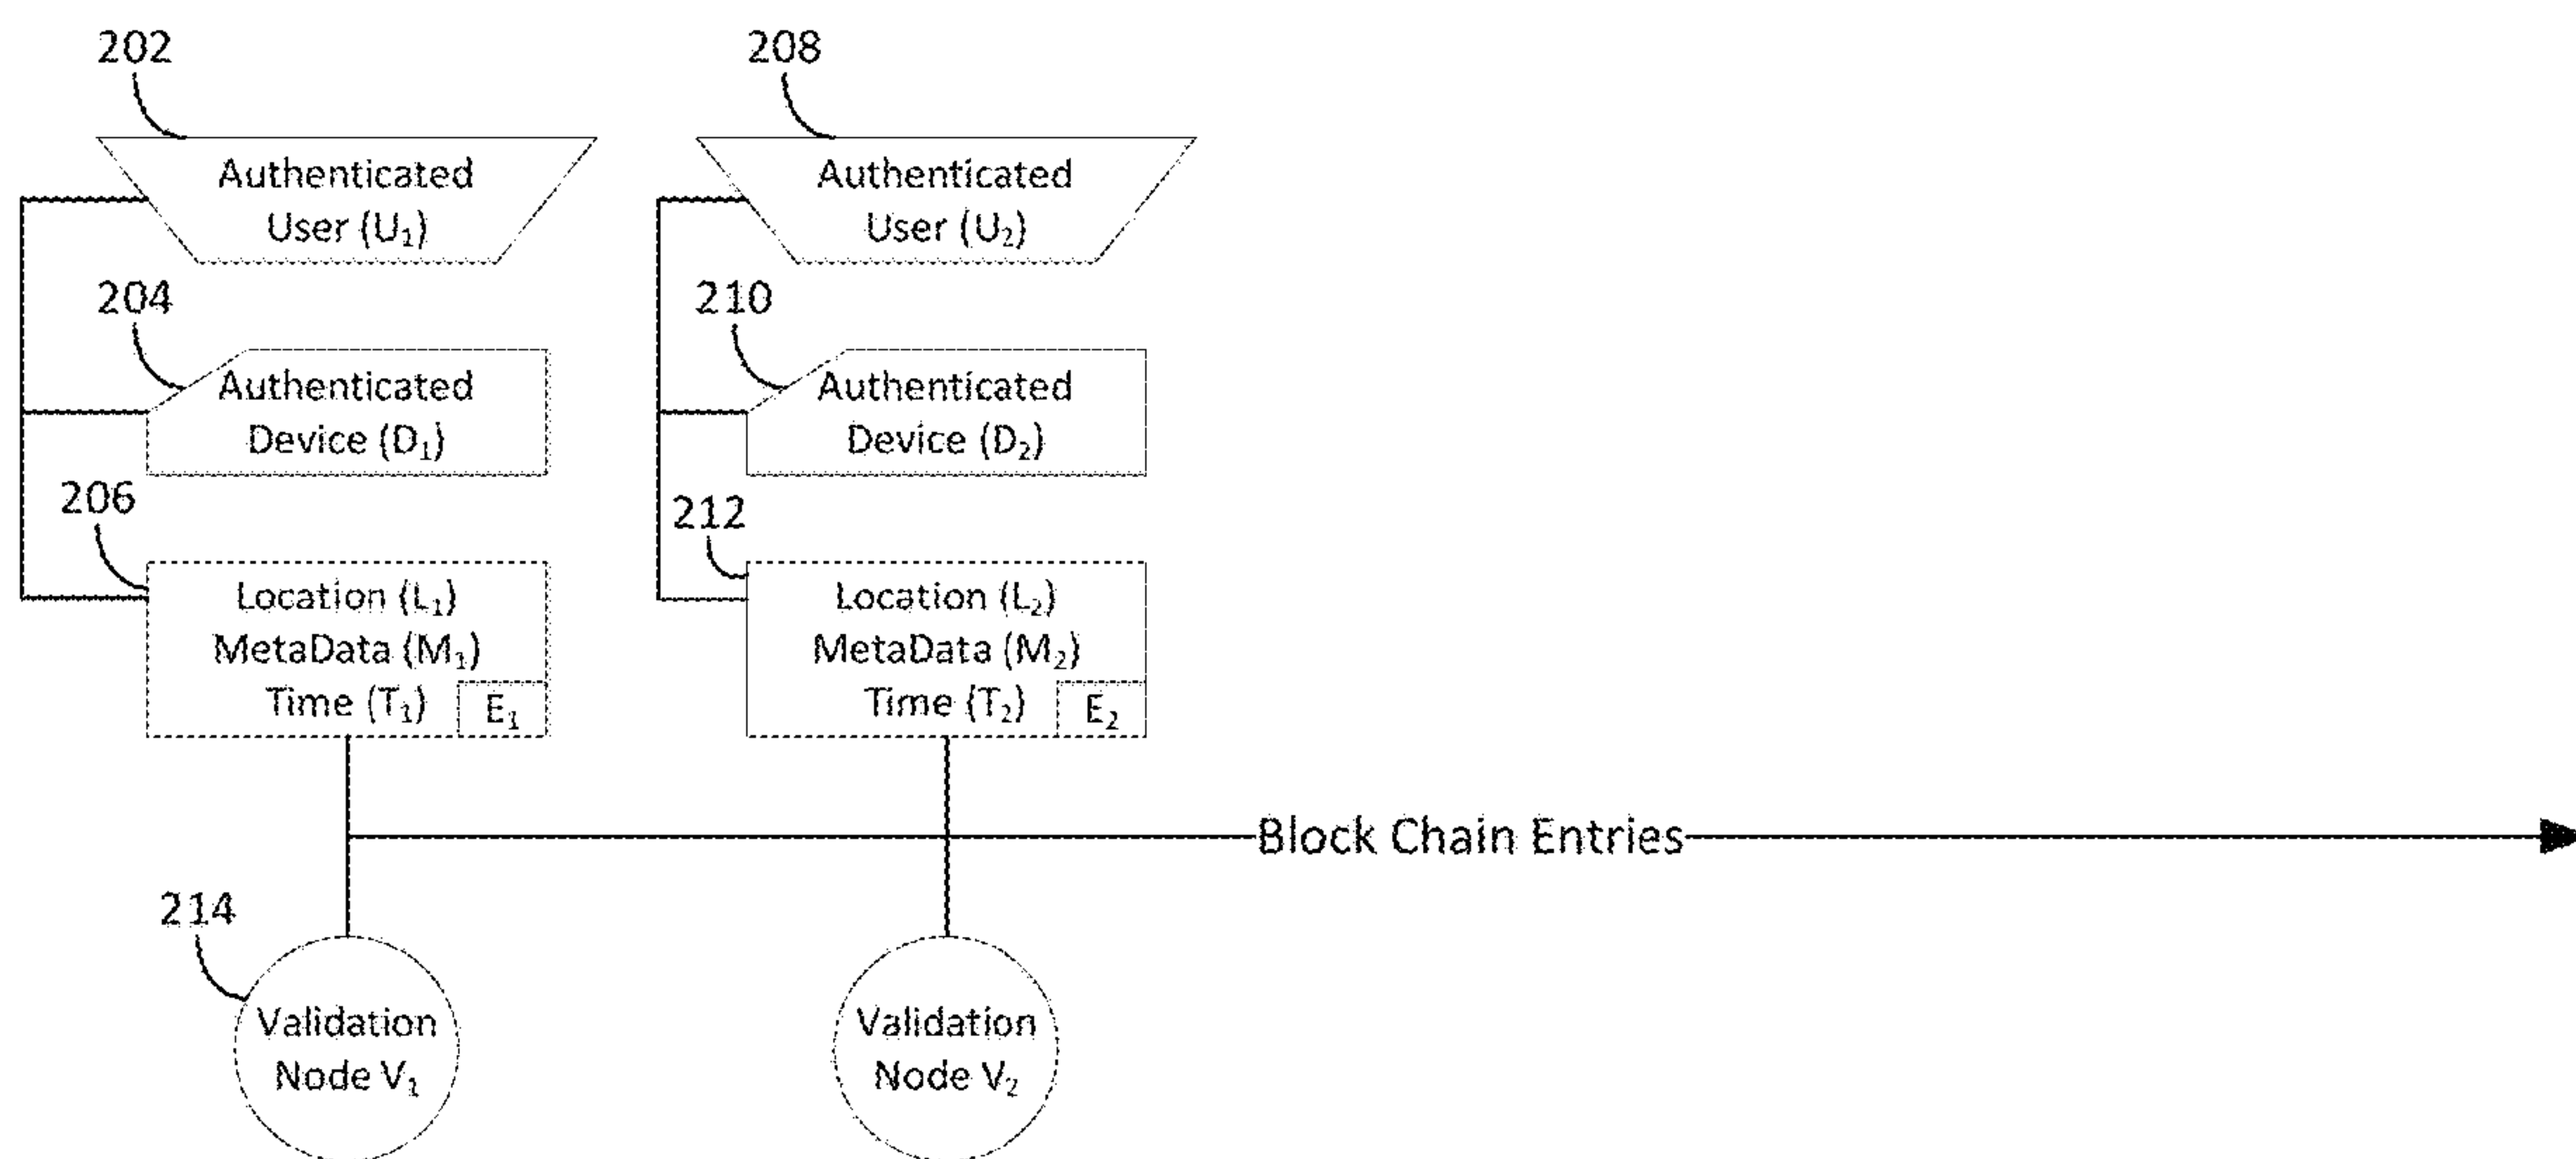 202
208
Authenticated
User (U₁)
Authenticated
User (U₂)
204
210
Authenticated
Device (D₁)
Authenticated
Device (D₂)
206
212
Location (L₁)
MetaData (M₁)
Time (T₁)
E₁
Location (L₂)
MetaData (M₂)
Time (T₂)
E₂
Block Chain Entries
214
Validation
Node V₁
Validation
Node V₂